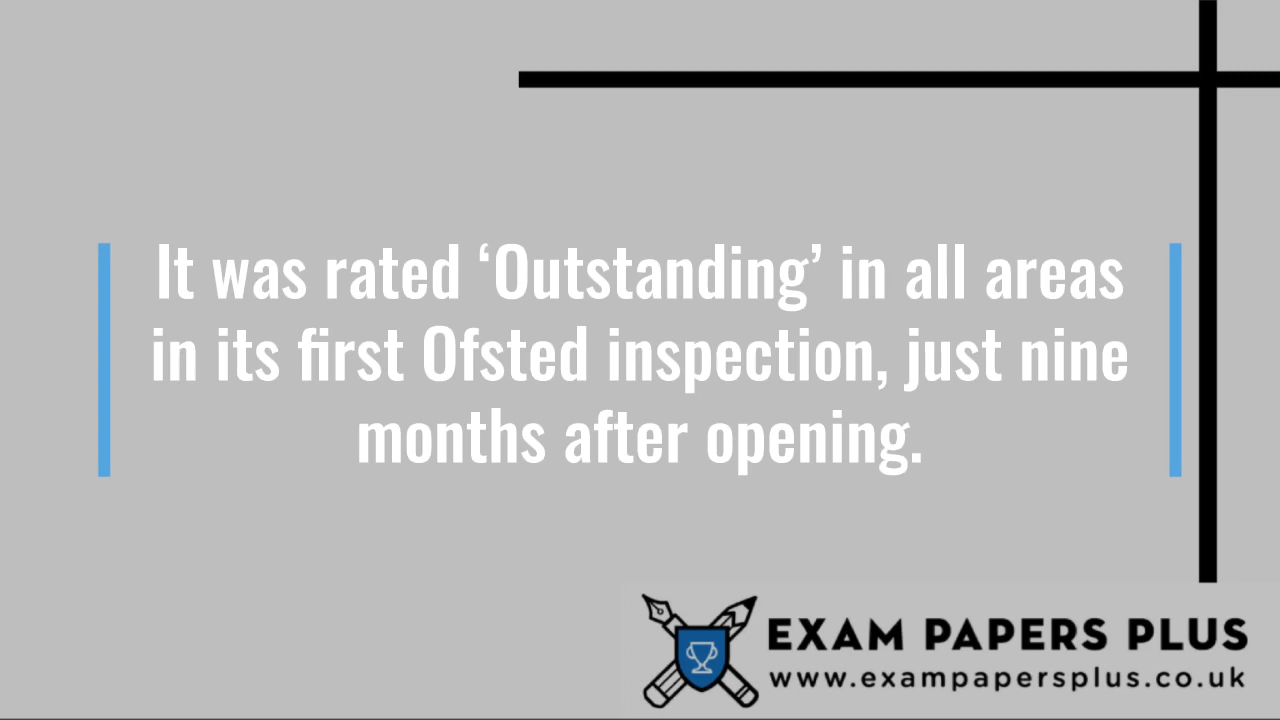 It was rated ‘Outstanding’ in all areas
in its first Ofsted inspection, just nine
months after opening.
EXAM PAPERS PLUS
www.exampapersplus.co.uk